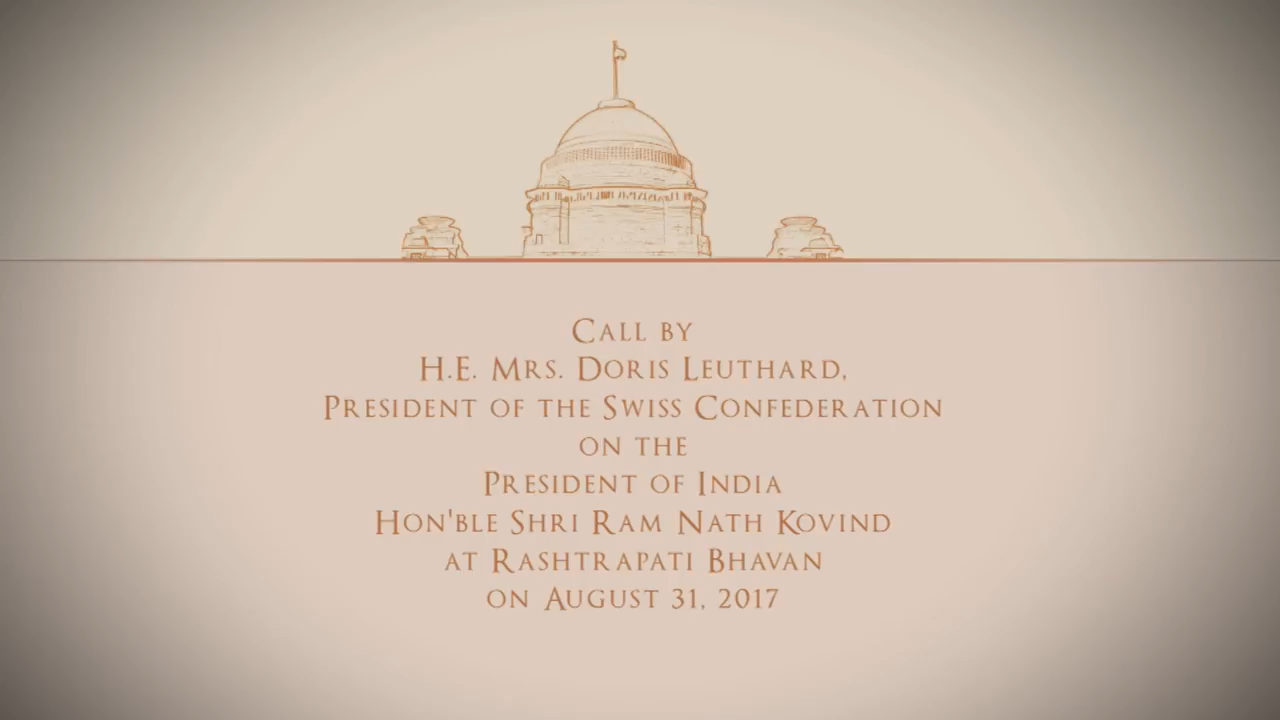 Call by
H.E. Mrs. Doris Leuthard,
President of the Swiss Confederation
on the
President of India
Hon'ble Shri Ram Nath Kovind
at Rashtrapati Bhavan
on August 31, 2017